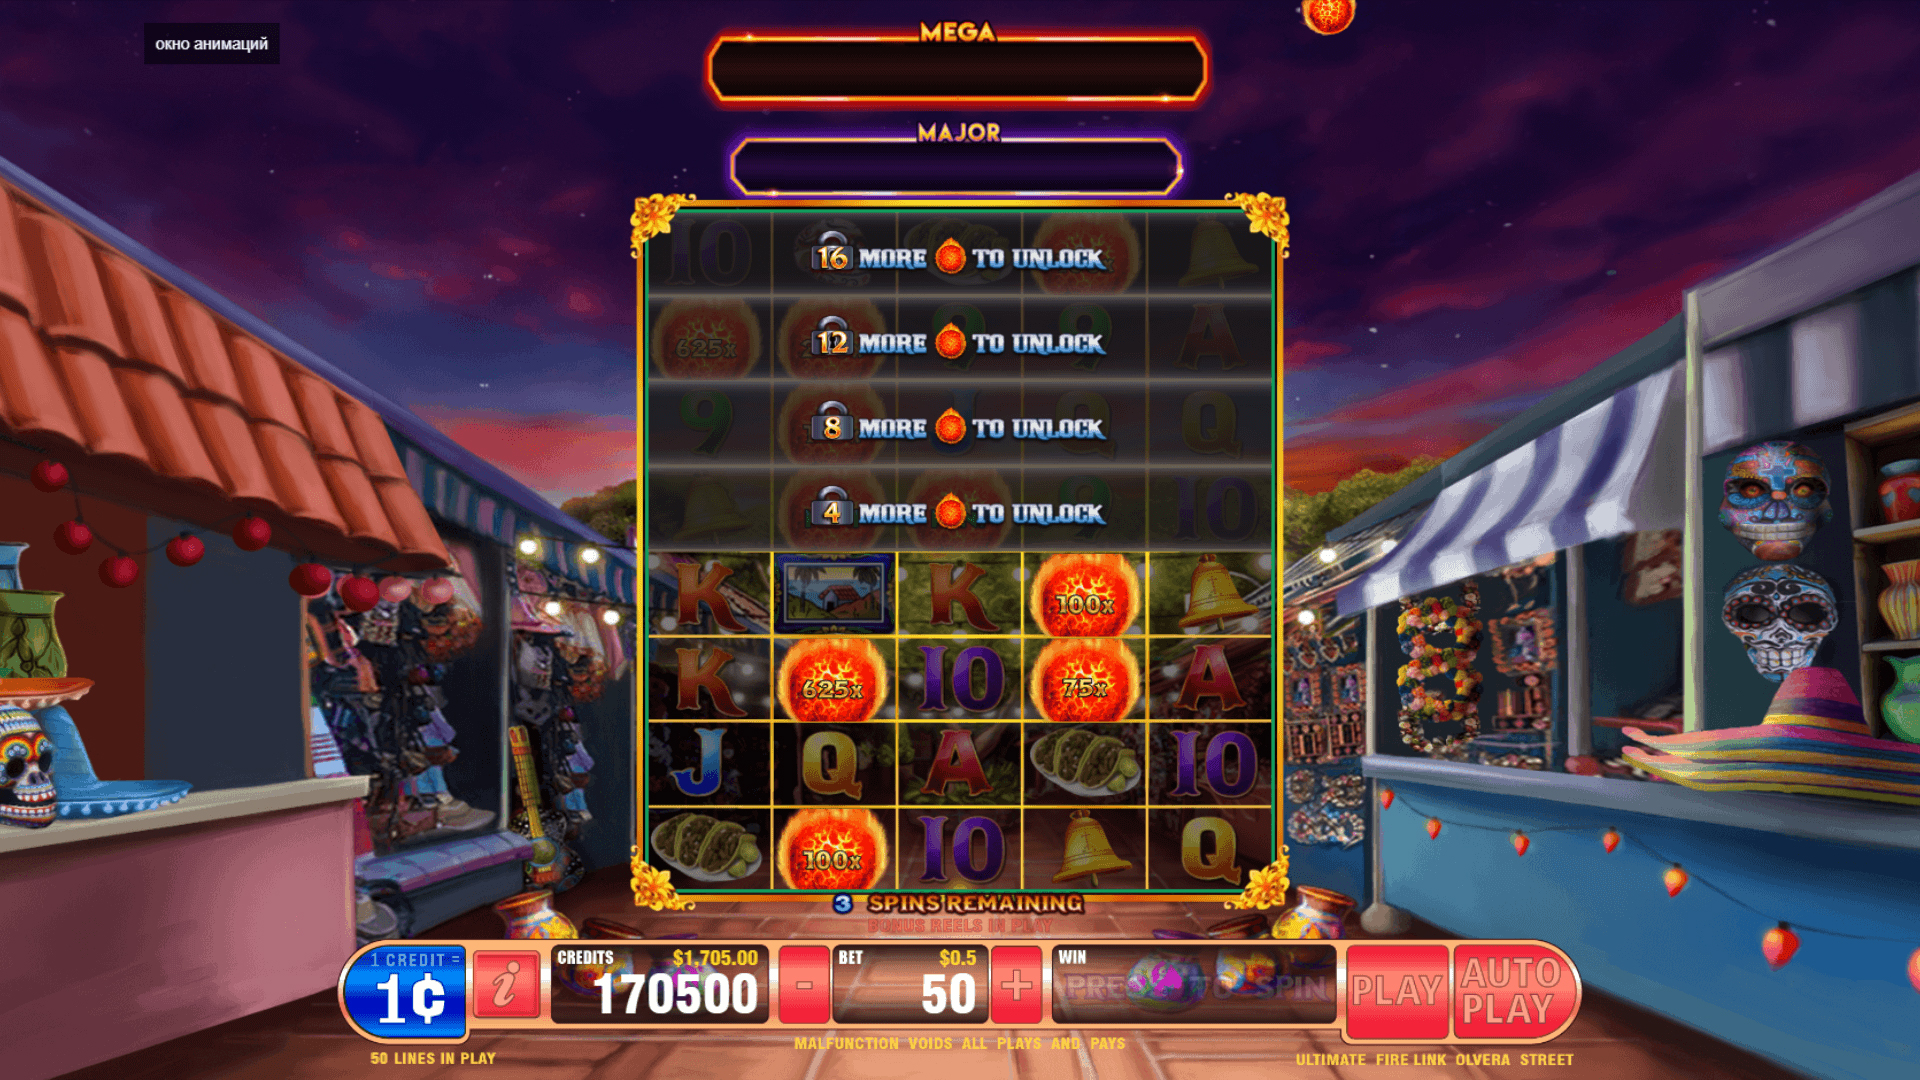 окно анимаций
MEGA
MAJOR
10
16 MORE TO UNLOCK
625x
12 MORE TO UNLOCK
A
9
8 MORE TO UNLOCK
Q
4 MORE TO UNLOCK
10
K K 100x
K 625x 10 75x A
J Q A 10
100x 10 Q
3 SPINS REMAINING
BONUS REELS IN PLAY
1 CREDIT =
1¢
i
CREDITS $1,705.00
170500
-
BET $0.5
50
+
WIN
PRESS TO SPIN
PLAY
AUTO
PLAY
50 LINES IN PLAY
MALFUNCTION VOIDS ALL PLAYS AND PAYS
ULTIMATE FIRE LINK OLVERA STREET